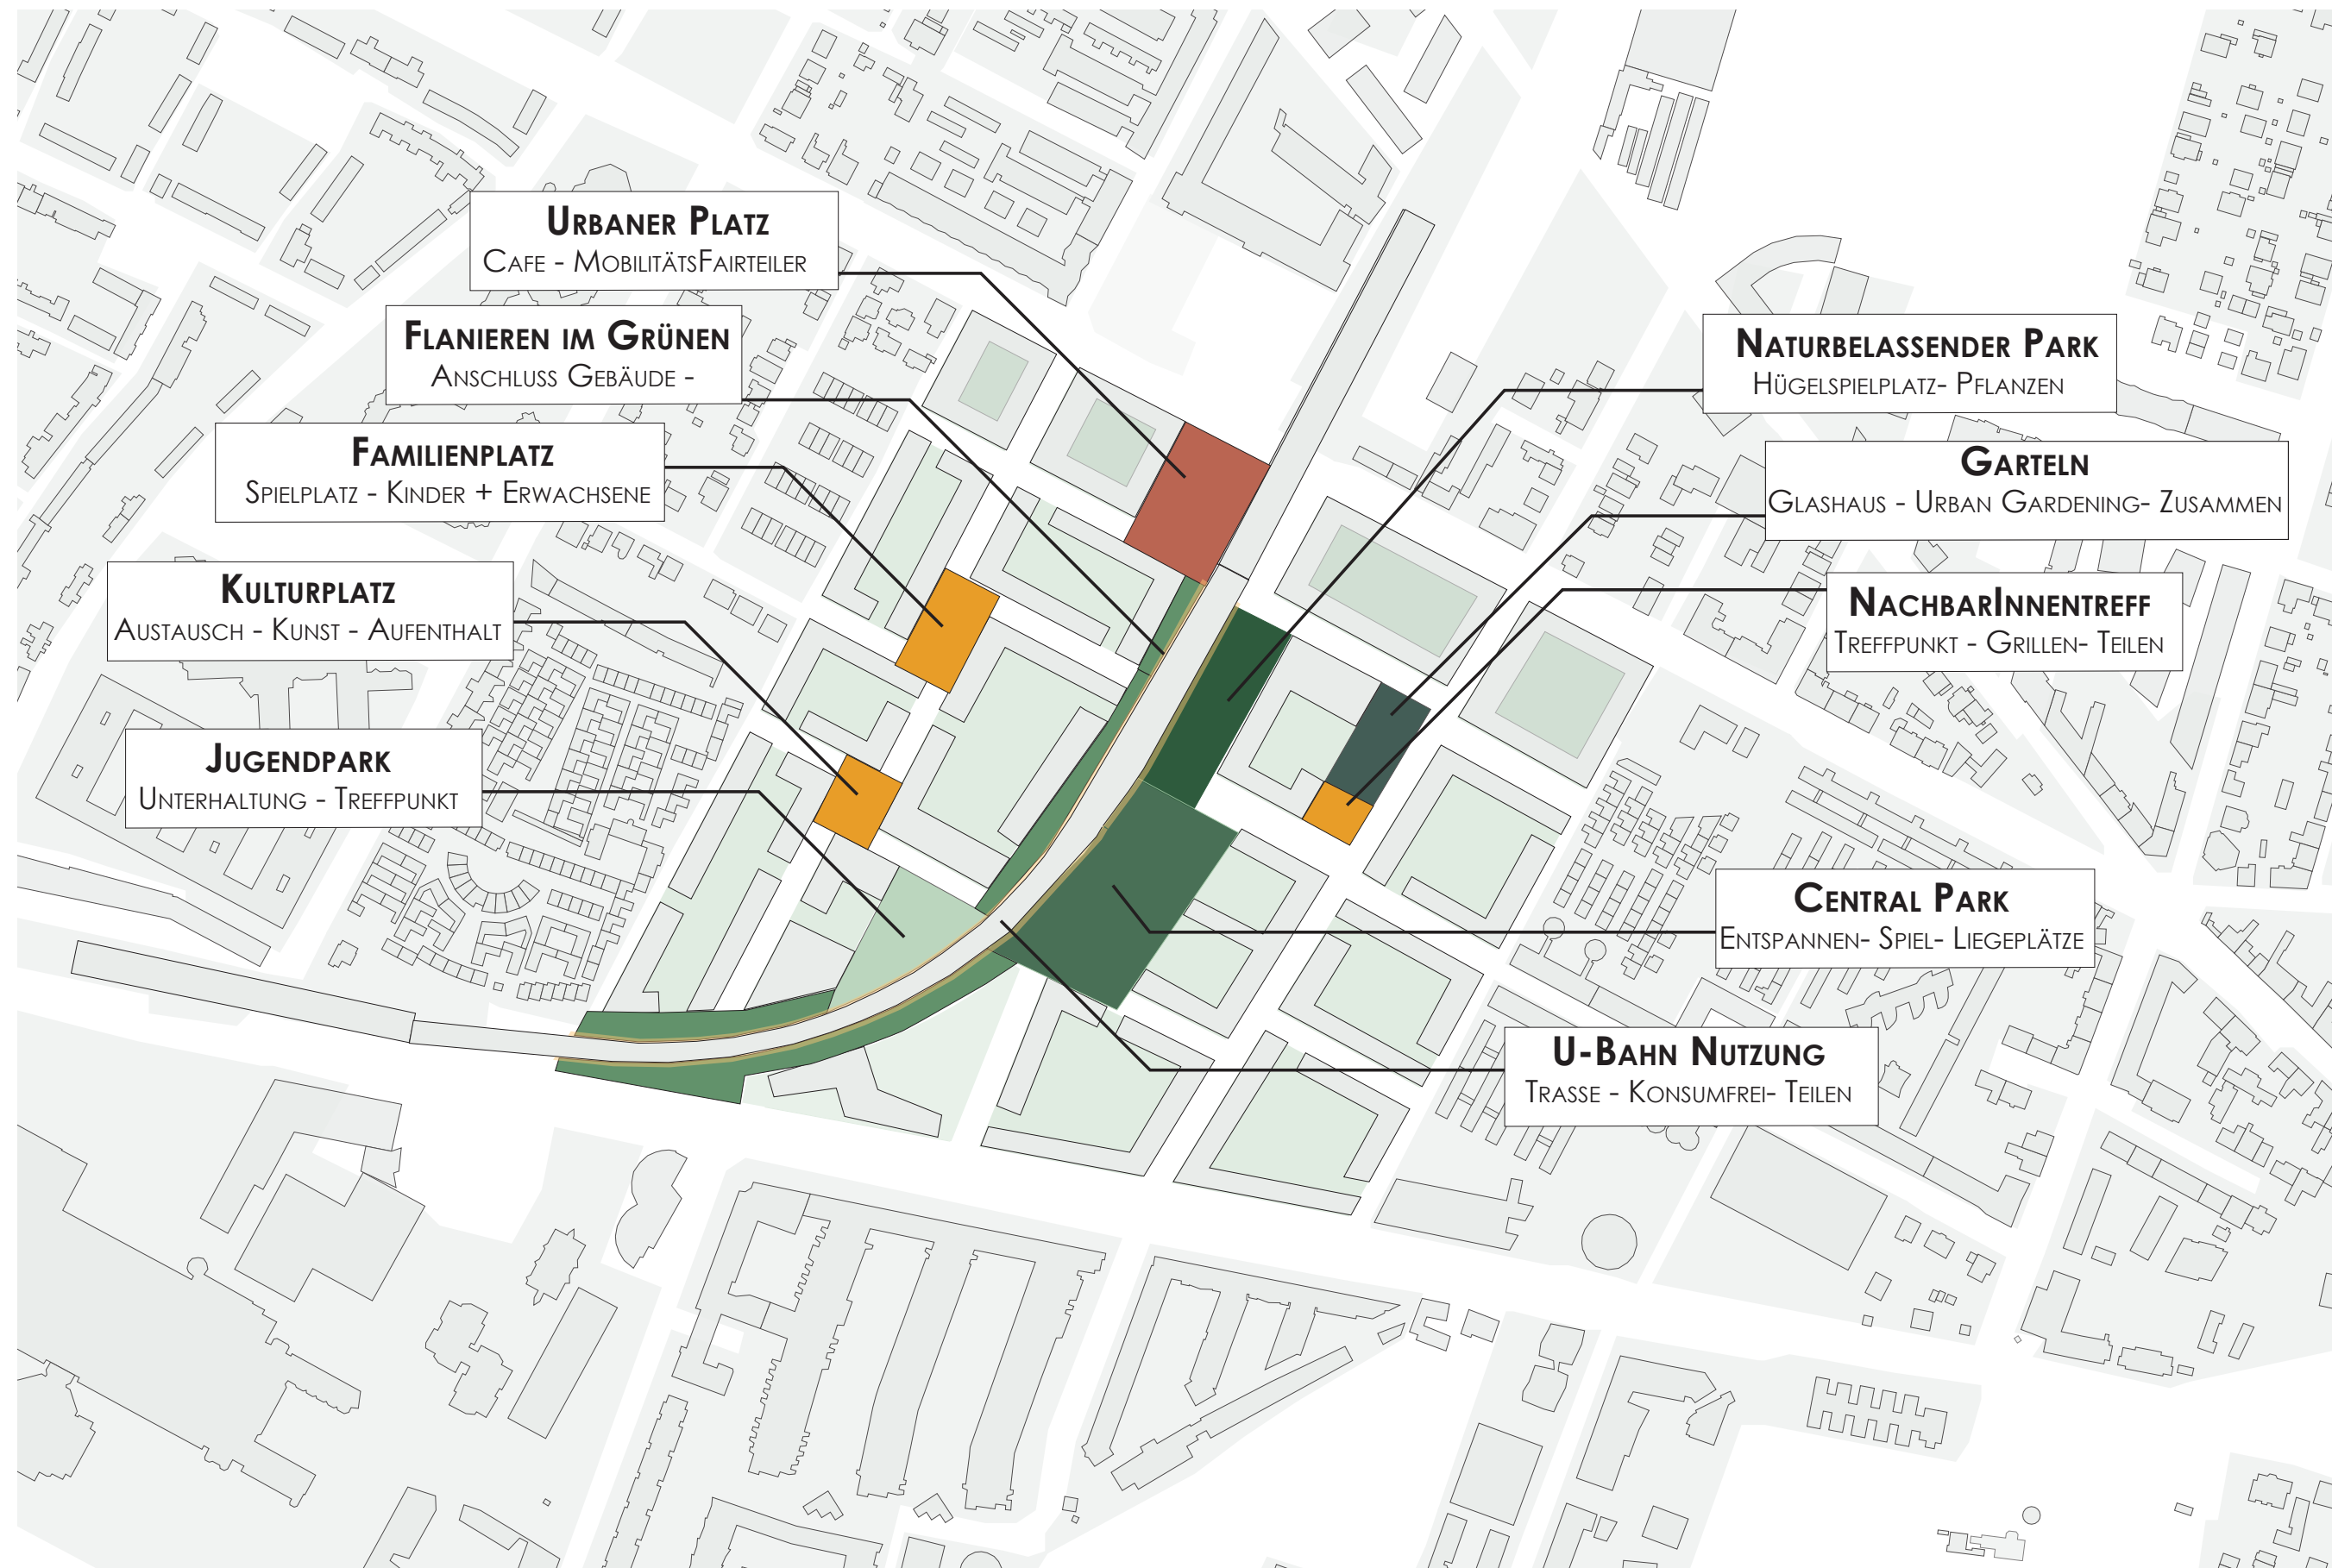 Urbaner Platz
Cafe - MobilitätsFairteiler
Flanieren im Grünen
Anschluss Gebäude -
Familienplatz
Spielplatz - Kinder + Erwachsene
Kulturplatz
Austausch - Kunst - Aufenthalt
Jugendpark
Unterhaltung - Treffpunkt
Naturbelassender Park
Hügelspielplatz- Pflanzen
Garteln
Glashaus - Urban Gardening- Zusammen
NachbarInnentreff
Treffpunkt - Grillen- Teilen
Central Park
Entspannen- Spiel- Liegeplätze
U-Bahn Nutzung
Trasse - Konsumfrei- Teilen